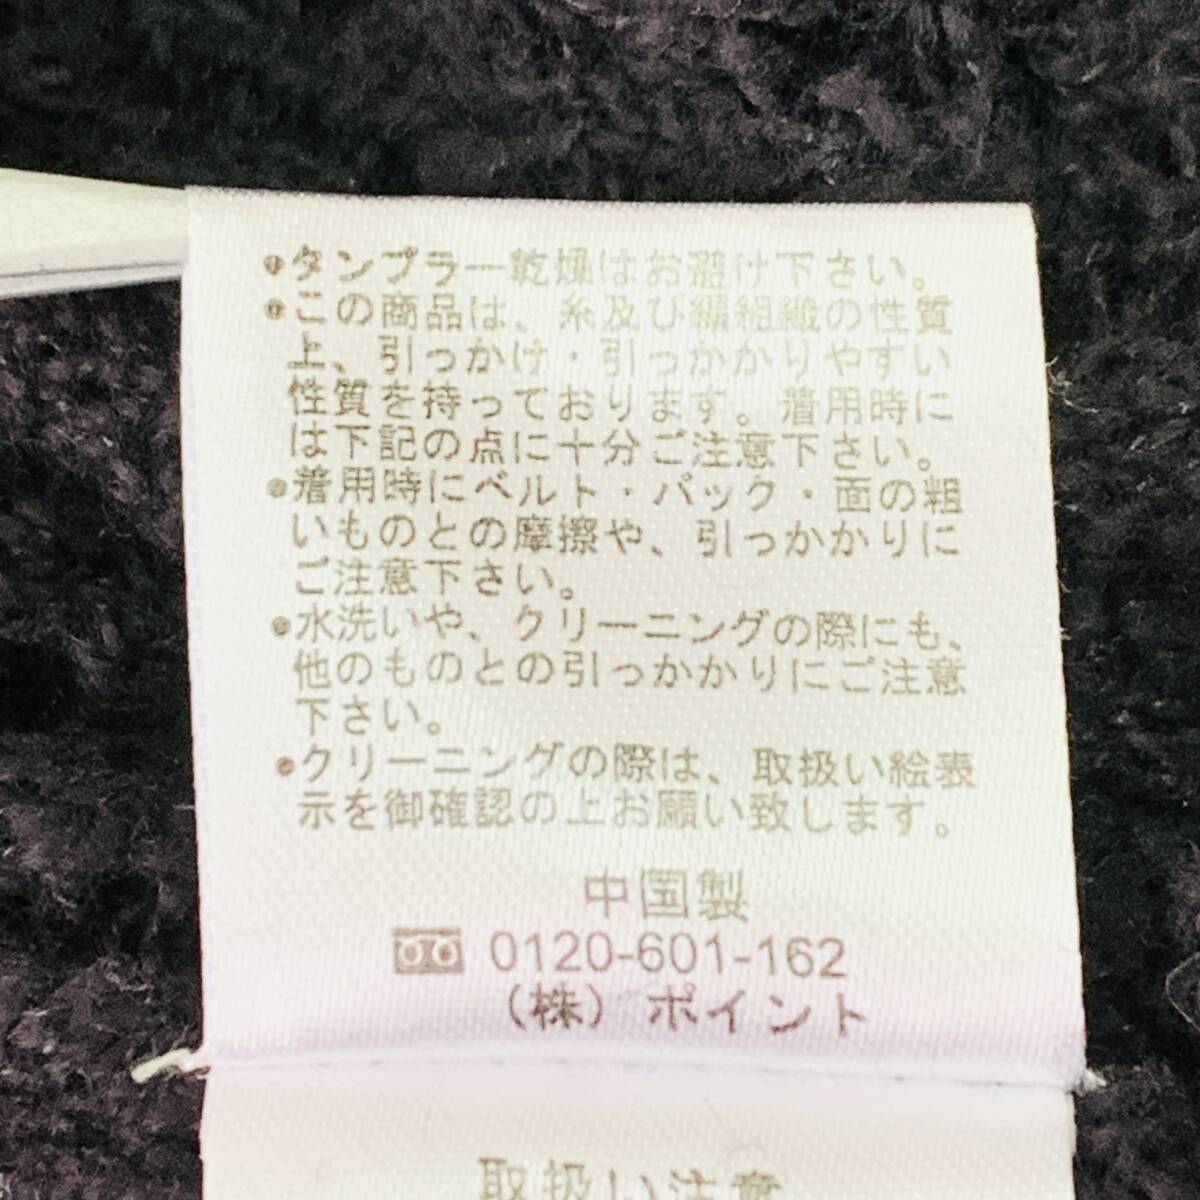 ●タンブラー乾燥はお避け下さい。
●この商品は、糸及び編組織の性質
上、引っかけ・引っかかりやすい
性質を持っております。着用時に
は下記の点に十分ご注意下さい。
●着用時にベルト・バック・面の粗
いものとの摩擦や、引っかかりに
ご注意下さい。
●水洗いや、クリーニングの際にも、
他のものとの引っかかりにご注意
下さい。
●クリーニングの際は、取扱い絵表
示を御確認の上お願い致します。
中国製
0120-601-162
（株）ポイント
取扱い注意